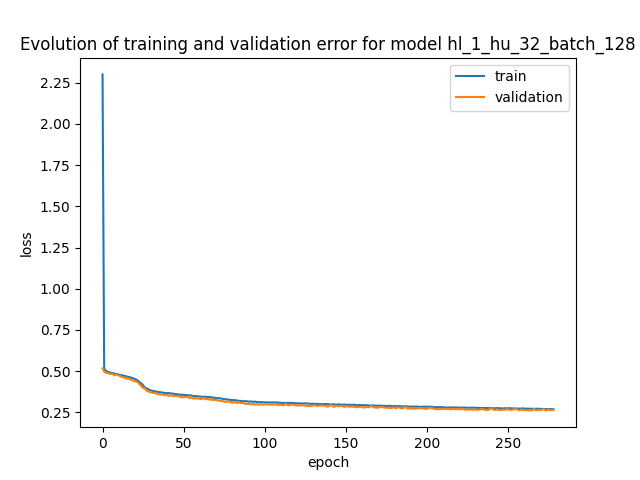 Evolution of training and validation error for model hl_1_hu_32_batch_128
train
validation
2.25
2.00
1.75
1.50
1.25
1.00
0.75
0.50
0.25
loss
0 50 100 150 200 250
epoch